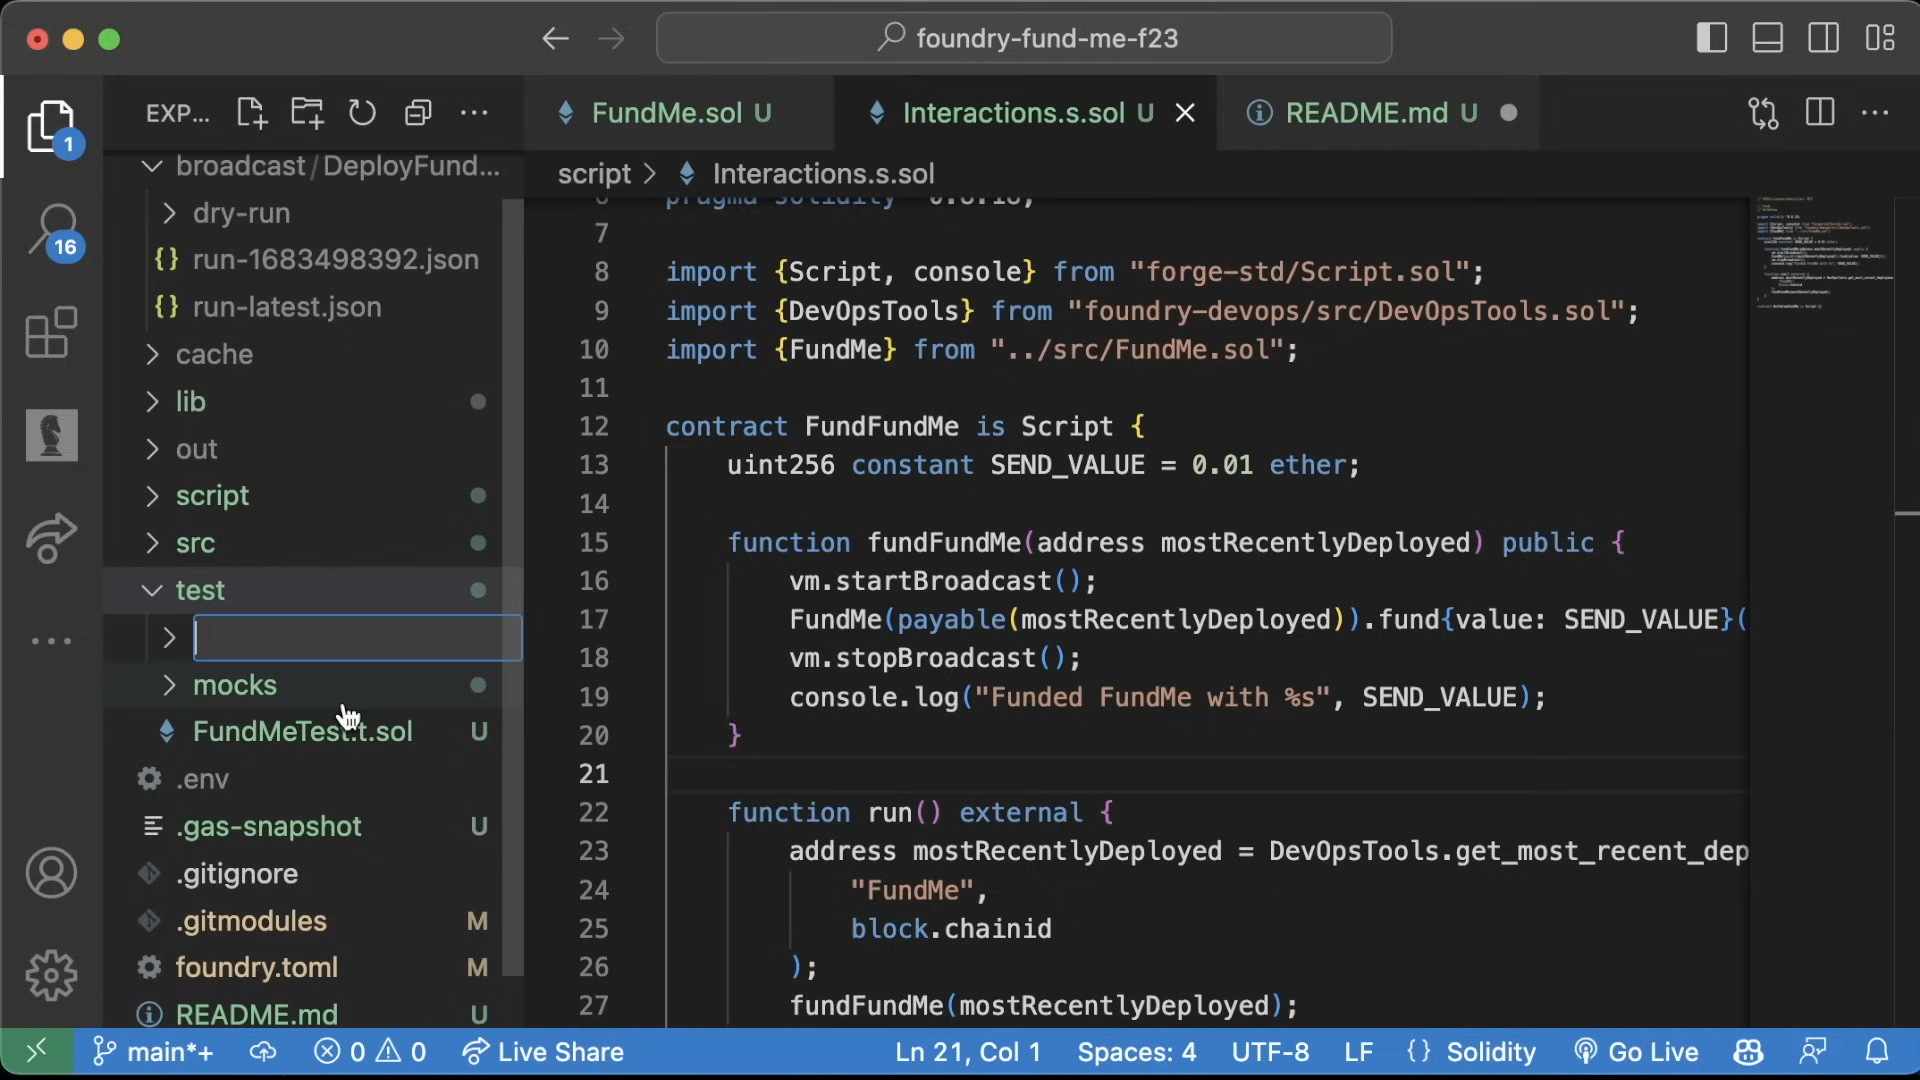 foundry-fund-me-f23
EXP...
FundMe.sol U
Interactions.s.sol U
README.md U
1
broadcast/DeployFund...
script > Interactions.s.sol
dry-run
7
16
{} run-1683498392.json
8 import {Script, console} from "forge-std/Script.sol";
{} run-latest.json
9 import {DevOpsTools} from "foundry-devops/src/DevOpsTools.sol";
cache
10 import {FundMe} from "../src/FundMe.sol";
lib
11
out
12 contract FundFundMe is Script {
script
13 uint256 constant SEND_VALUE = 0.01 ether;
14
src
15 function fundFundMe(address mostRecentlyDeployed) public {
test
16 vm.startBroadcast();
17 FundMe(payable(mostRecentlyDeployed)).fund{value: SEND_VALUE}(
18 vm.stopBroadcast();
mocks
19 console.log("Funded FundMe with %s", SEND_VALUE);
FundMeTest.t.sol U
20 }
.env
21
22 function run() external {
.gas-snapshot U
23 address mostRecentlyDeployed = DevOpsTools.get_most_recent_dep
.gitignore
24 "FundMe",
.gitmodules M
25 block.chainid
foundry.toml M
26 );
README.md U
27 fundFundMe(mostRecentlyDeployed);
main*+
0
0
Live Share
Ln 21, Col 1
Spaces: 4
UTF-8
LF
{} Solidity
Go Live